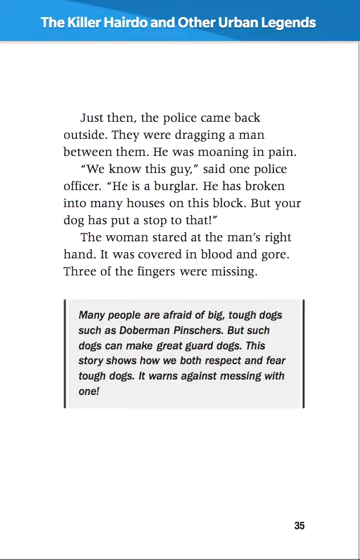 The Killer Hairdo and Other Urban Legends
Just then, the police came back
outside. They were dragging a man
between them. He was moaning in pain.
“We know this guy,” said one police
officer. “He is a burglar. He has broken
into many houses on this block. But your
dog has put a stop to that!”
The woman stared at the man’s right
hand. It was covered in blood and gore.
Three of the fingers were missing.
Many people are afraid of big, tough dogs
such as Doberman Pinschers. But such
dogs can make great guard dogs. This
story shows how we both respect and fear
tough dogs. It warns against messing with
one!
35